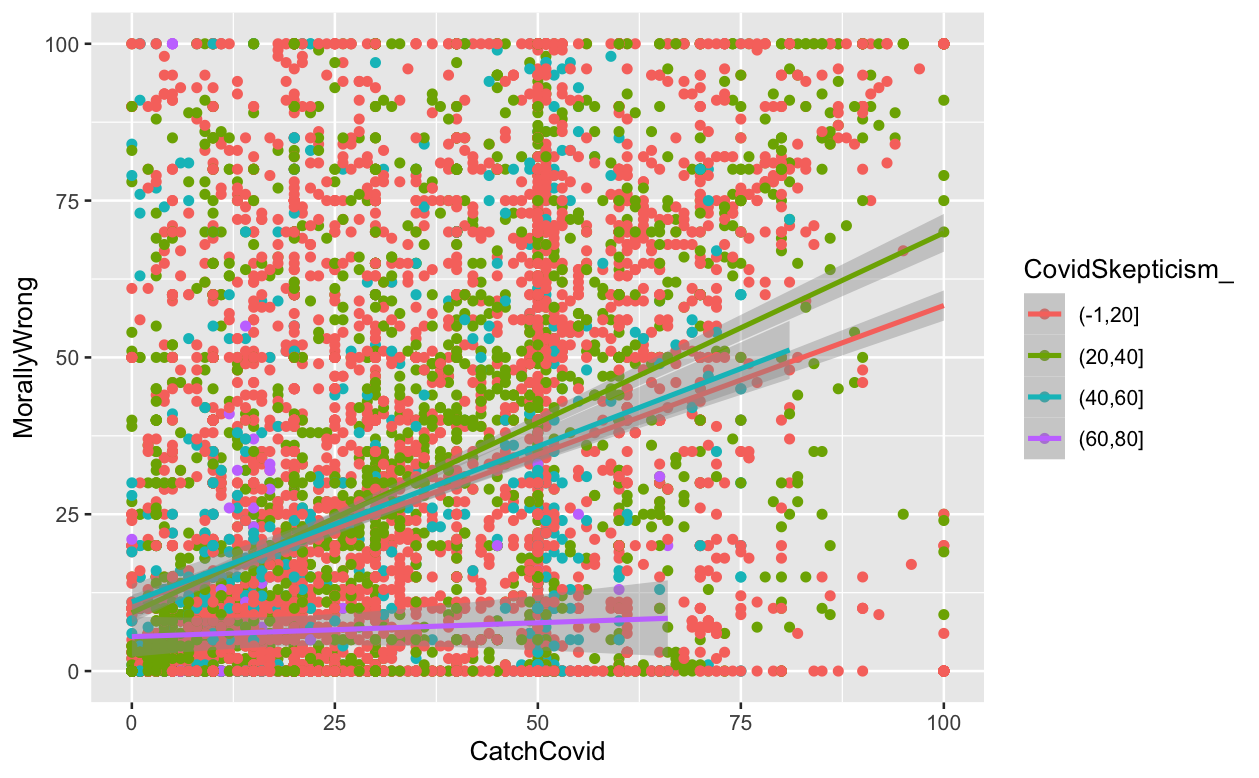 100
75
50
25
0
MorallyWrong
0 25 50 75 100
CatchCovid
CovidSkepticism_
(-1,20]
(20,40]
(40,60]
(60,80]